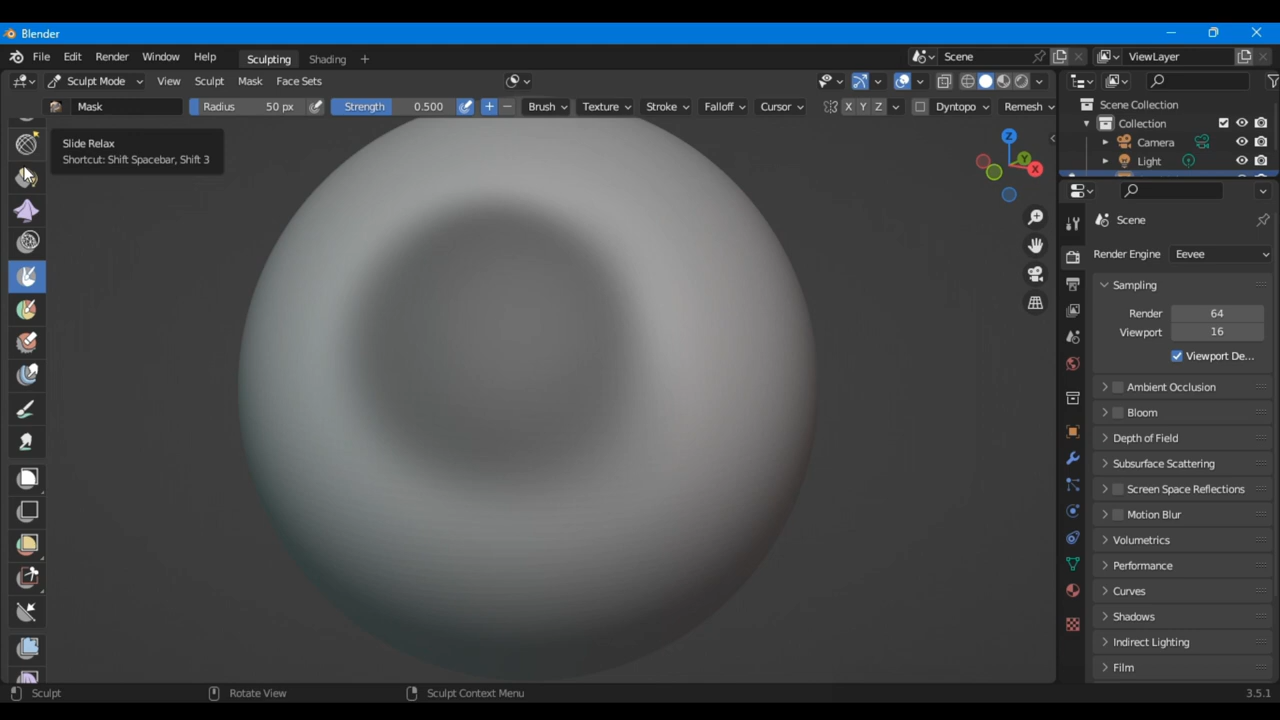 Blender
File Edit Render Window Help Sculpting Shading + Scene ViewLayer
Sculpt Mode View Sculpt Mask Face Sets
Mask Radius 50 px Strength 0.500 Brush Texture Stroke Falloff Cursor X Y Z Dyntopo Remesh
Scene Collection
Collection
Camera
Light
Slide Relax
Shortcut: Shift Spacebar, Shift 3
Z
Y
X
Scene
Render Engine Eevee
Sampling
Render 64
Viewport 16
Viewport De...
Ambient Occlusion
Bloom
Depth of Field
Subsurface Scattering
Screen Space Reflections
Motion Blur
Volumetrics
Performance
Curves
Shadows
Indirect Lighting
Film
Sculpt Rotate View Sculpt Context Menu 3.5.1